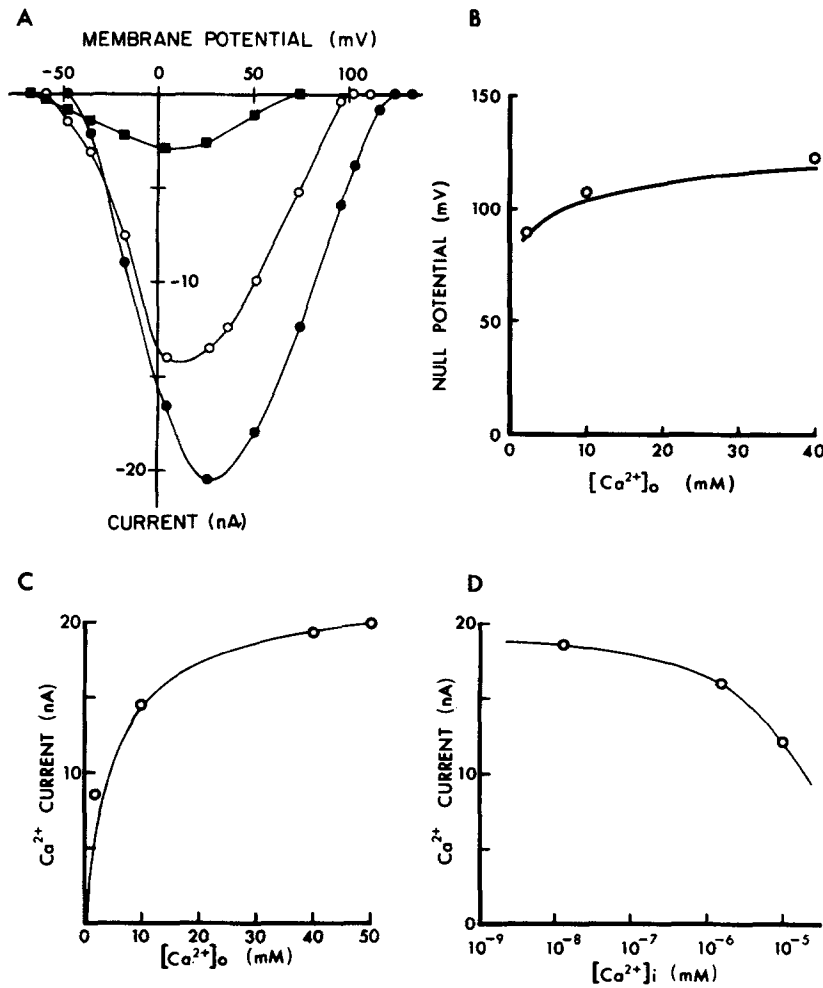 A
MEMBRANE POTENTIAL (mV)
-50 0 50 100
-10
-20
CURRENT (nA)
B
150
100
50
0
NULL POTENTIAL (mV)
0 10 20 30 40
[Ca²⁺]o (mM)
C
20
10
0
Ca²⁺ CURRENT (nA)
0 10 20 30 40 50
[Ca²⁺]o (mM)
D
20
10
0
Ca²⁺ CURRENT (nA)
10⁻⁹ 10⁻⁸ 10⁻⁷ 10⁻⁶ 10⁻⁵
[Ca²⁺]i (mM)